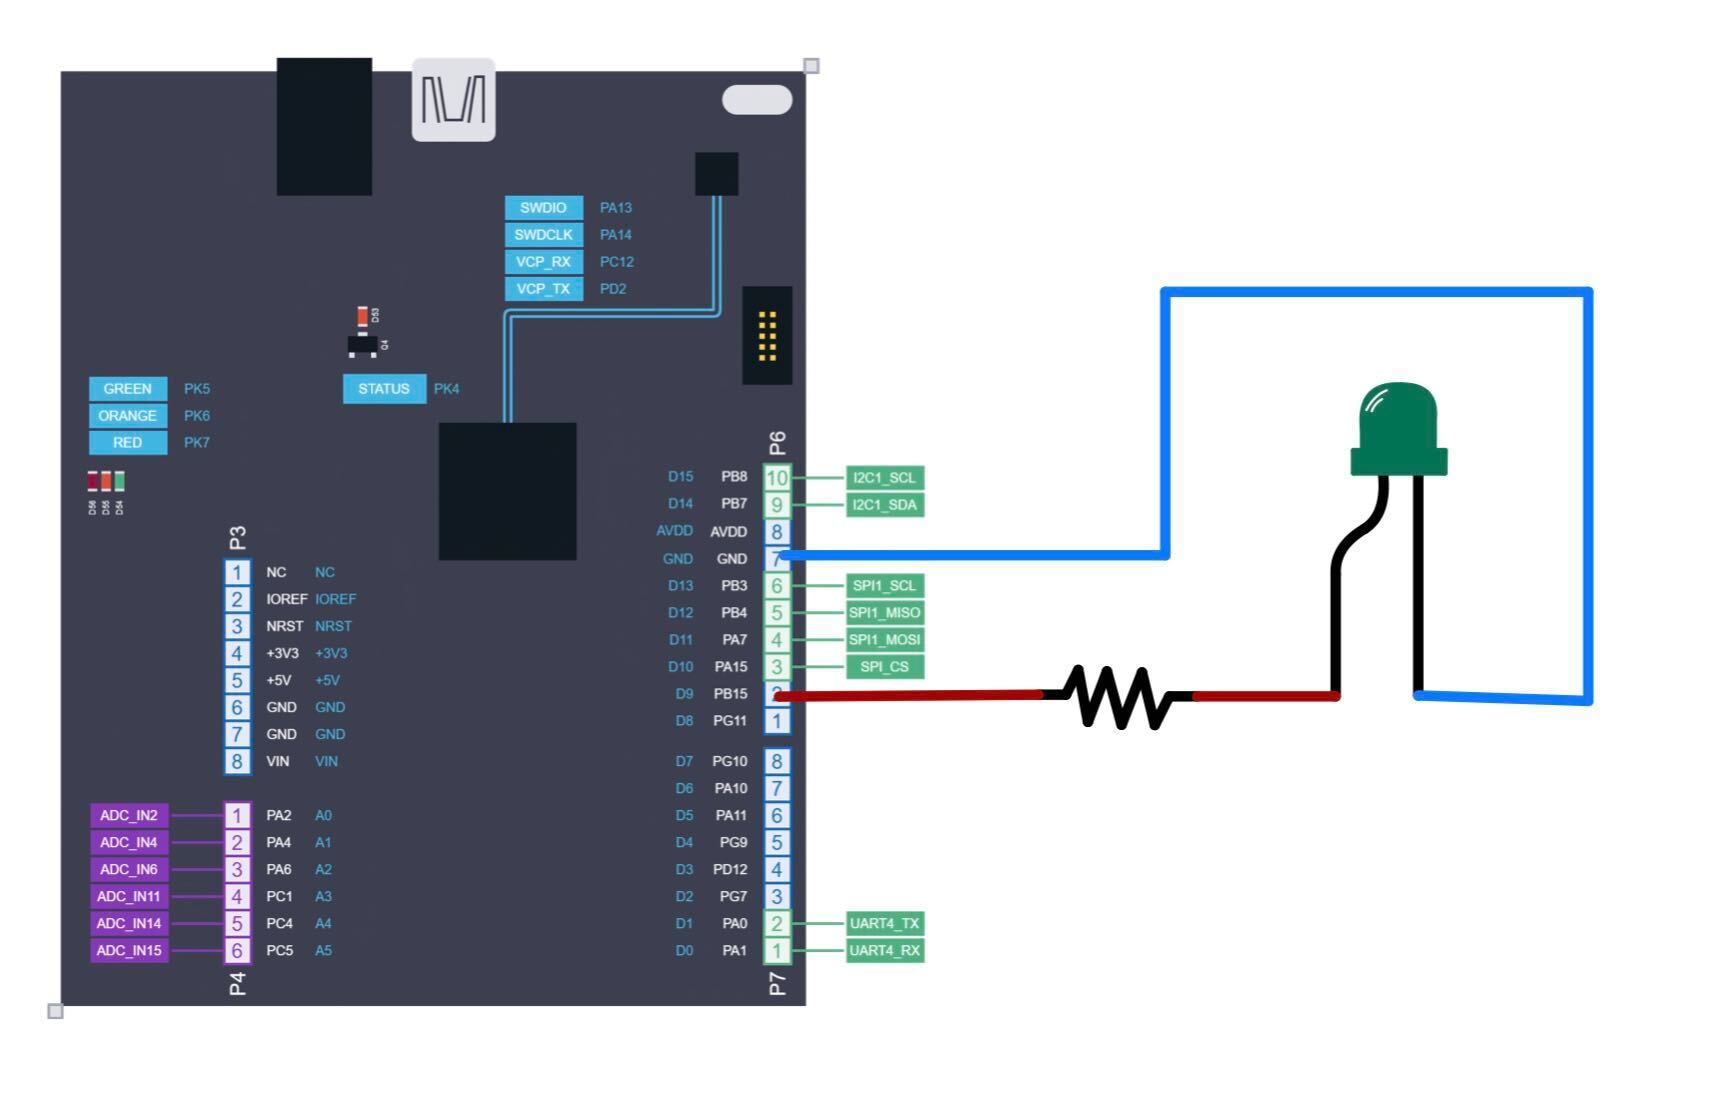 SWDIO PA13
SWDCLK PA14
VCP_RX PC12
VCP_TX PD2
D53
Q4
GREEN PK5
ORANGE PK6
RED PK7
STATUS PK4
D56 D55 D54
P6
D15 PB8 10 I2C1_SCL
D14 PB7 9 I2C1_SDA
AVDD AVDD 8
GND GND 7
D13 PB3 6 SPI1_SCL
D12 PB4 5 SPI1_MISO
D11 PA7 4 SPI1_MOSI
D10 PA15 3 SPI_CS
D9 PB15 2
D8 PG11 1
P3
1 NC NC
2 IOREF IOREF
3 NRST NRST
4 +3V3 +3V3
5 +5V +5V
6 GND GND
7 GND GND
8 VIN VIN
D7 PG10 8
D6 PA10 7
D5 PA11 6
D4 PG9 5
D3 PD12 4
D2 PG7 3
D1 PA0 2 UART4_TX
D0 PA1 1 UART4_RX
P7
ADC_IN2 1 PA2 A0
ADC_IN4 2 PA4 A1
ADC_IN6 3 PA6 A2
ADC_IN11 4 PC1 A3
ADC_IN14 5 PC4 A4
ADC_IN15 6 PC5 A5
P4